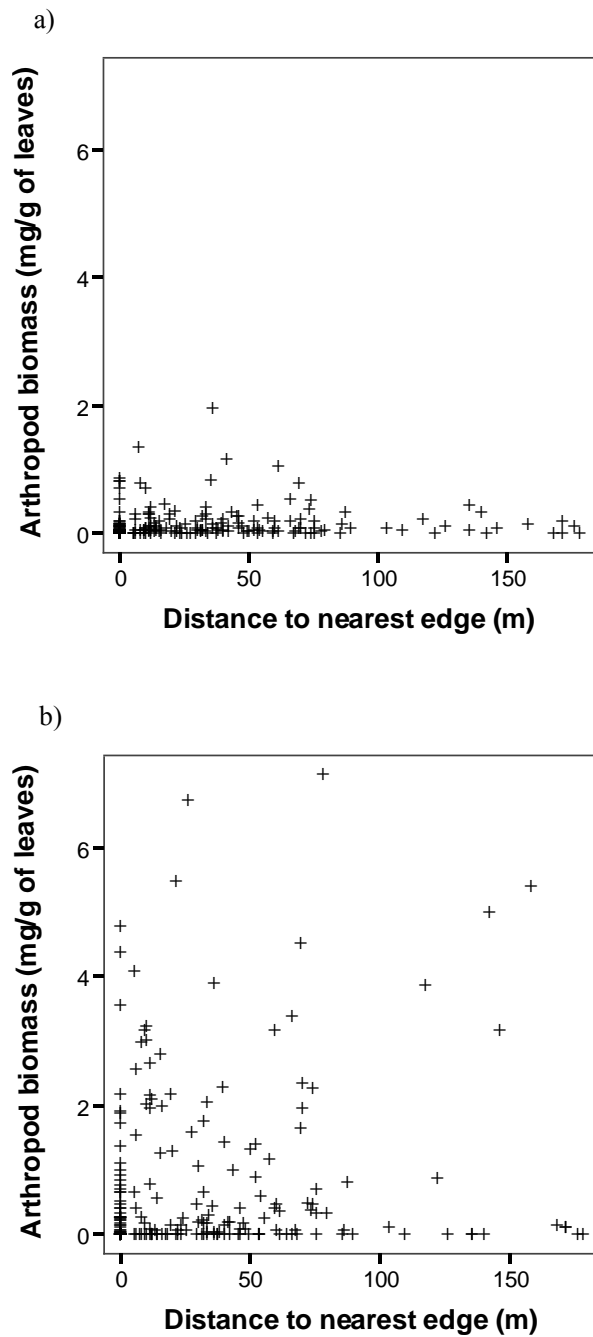 a)
Arthropod biomass (mg/g of leaves)
6
4
2
0
0 50 100 150
Distance to nearest edge (m)
b)
Arthropod biomass (mg/g of leaves)
6
4
2
0
0 50 100 150
Distance to nearest edge (m)